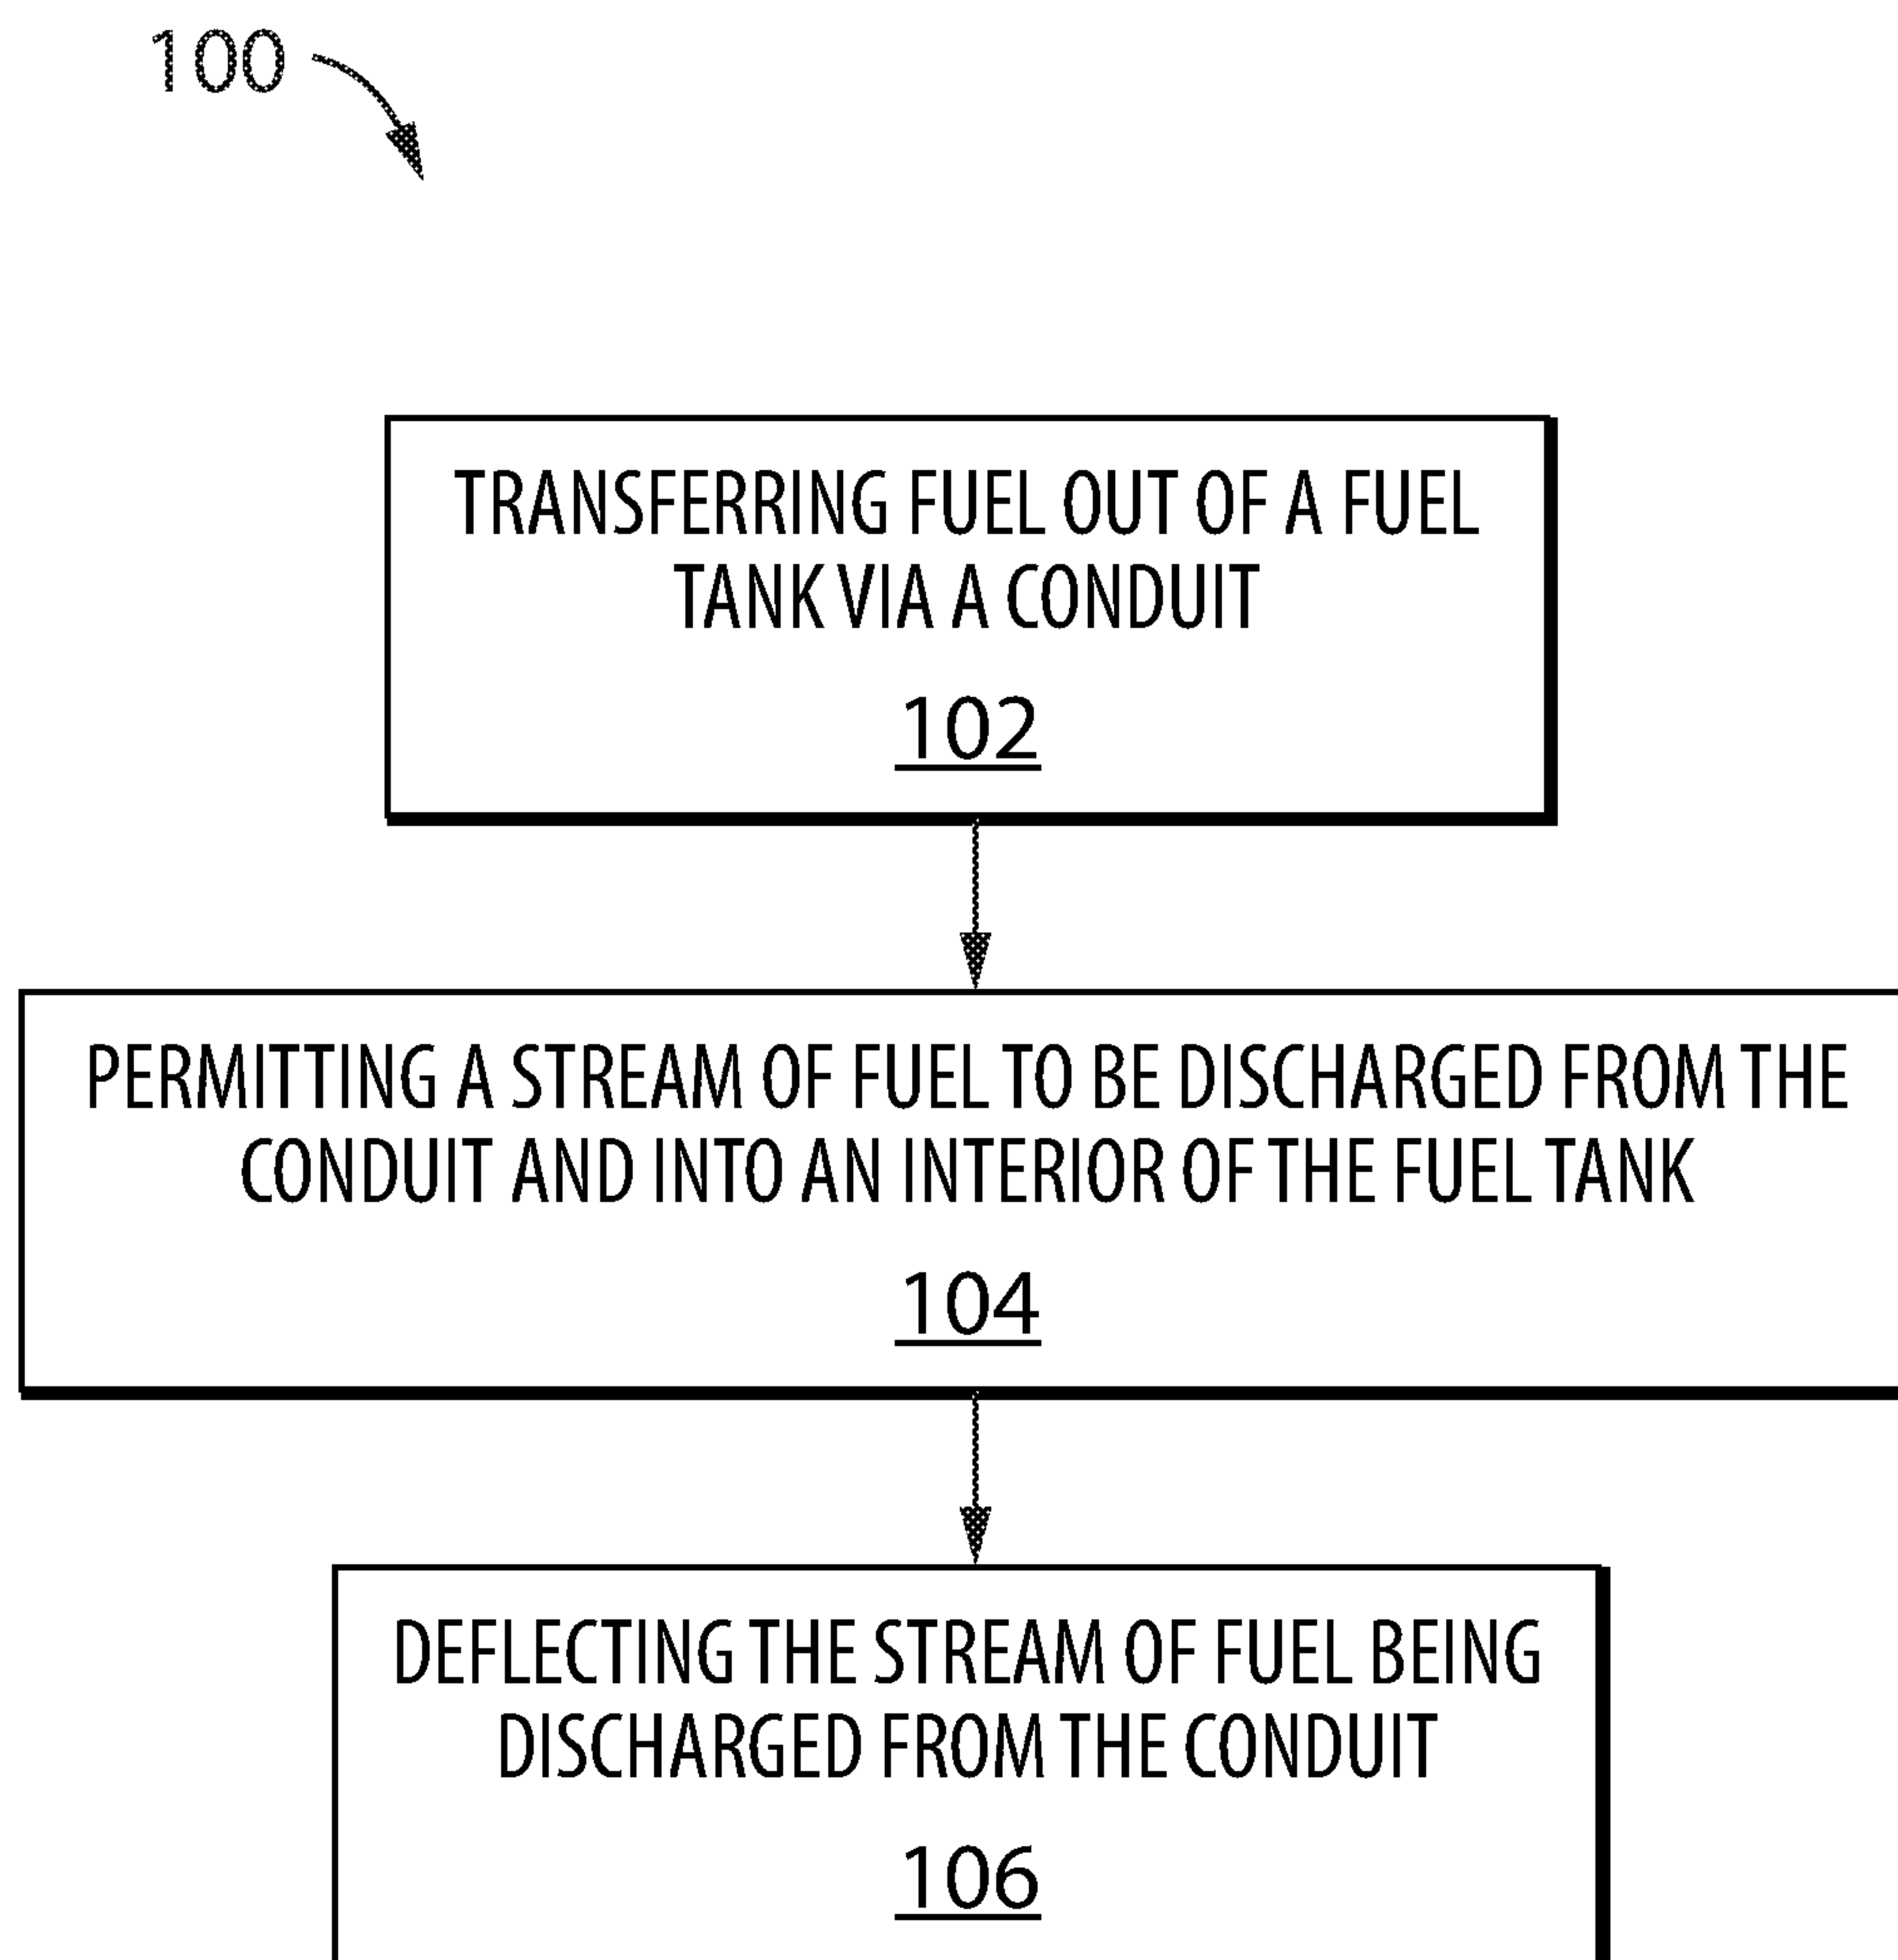 100
TRANSFERRING FUEL OUT OF A FUEL
TANK VIA A CONDUIT
102
PERMITTING A STREAM OF FUEL TO BE DISCHARGED FROM THE
CONDUIT AND INTO AN INTERIOR OF THE FUEL TANK
104
DEFLECTING THE STREAM OF FUEL BEING
DISCHARGED FROM THE CONDUIT
106